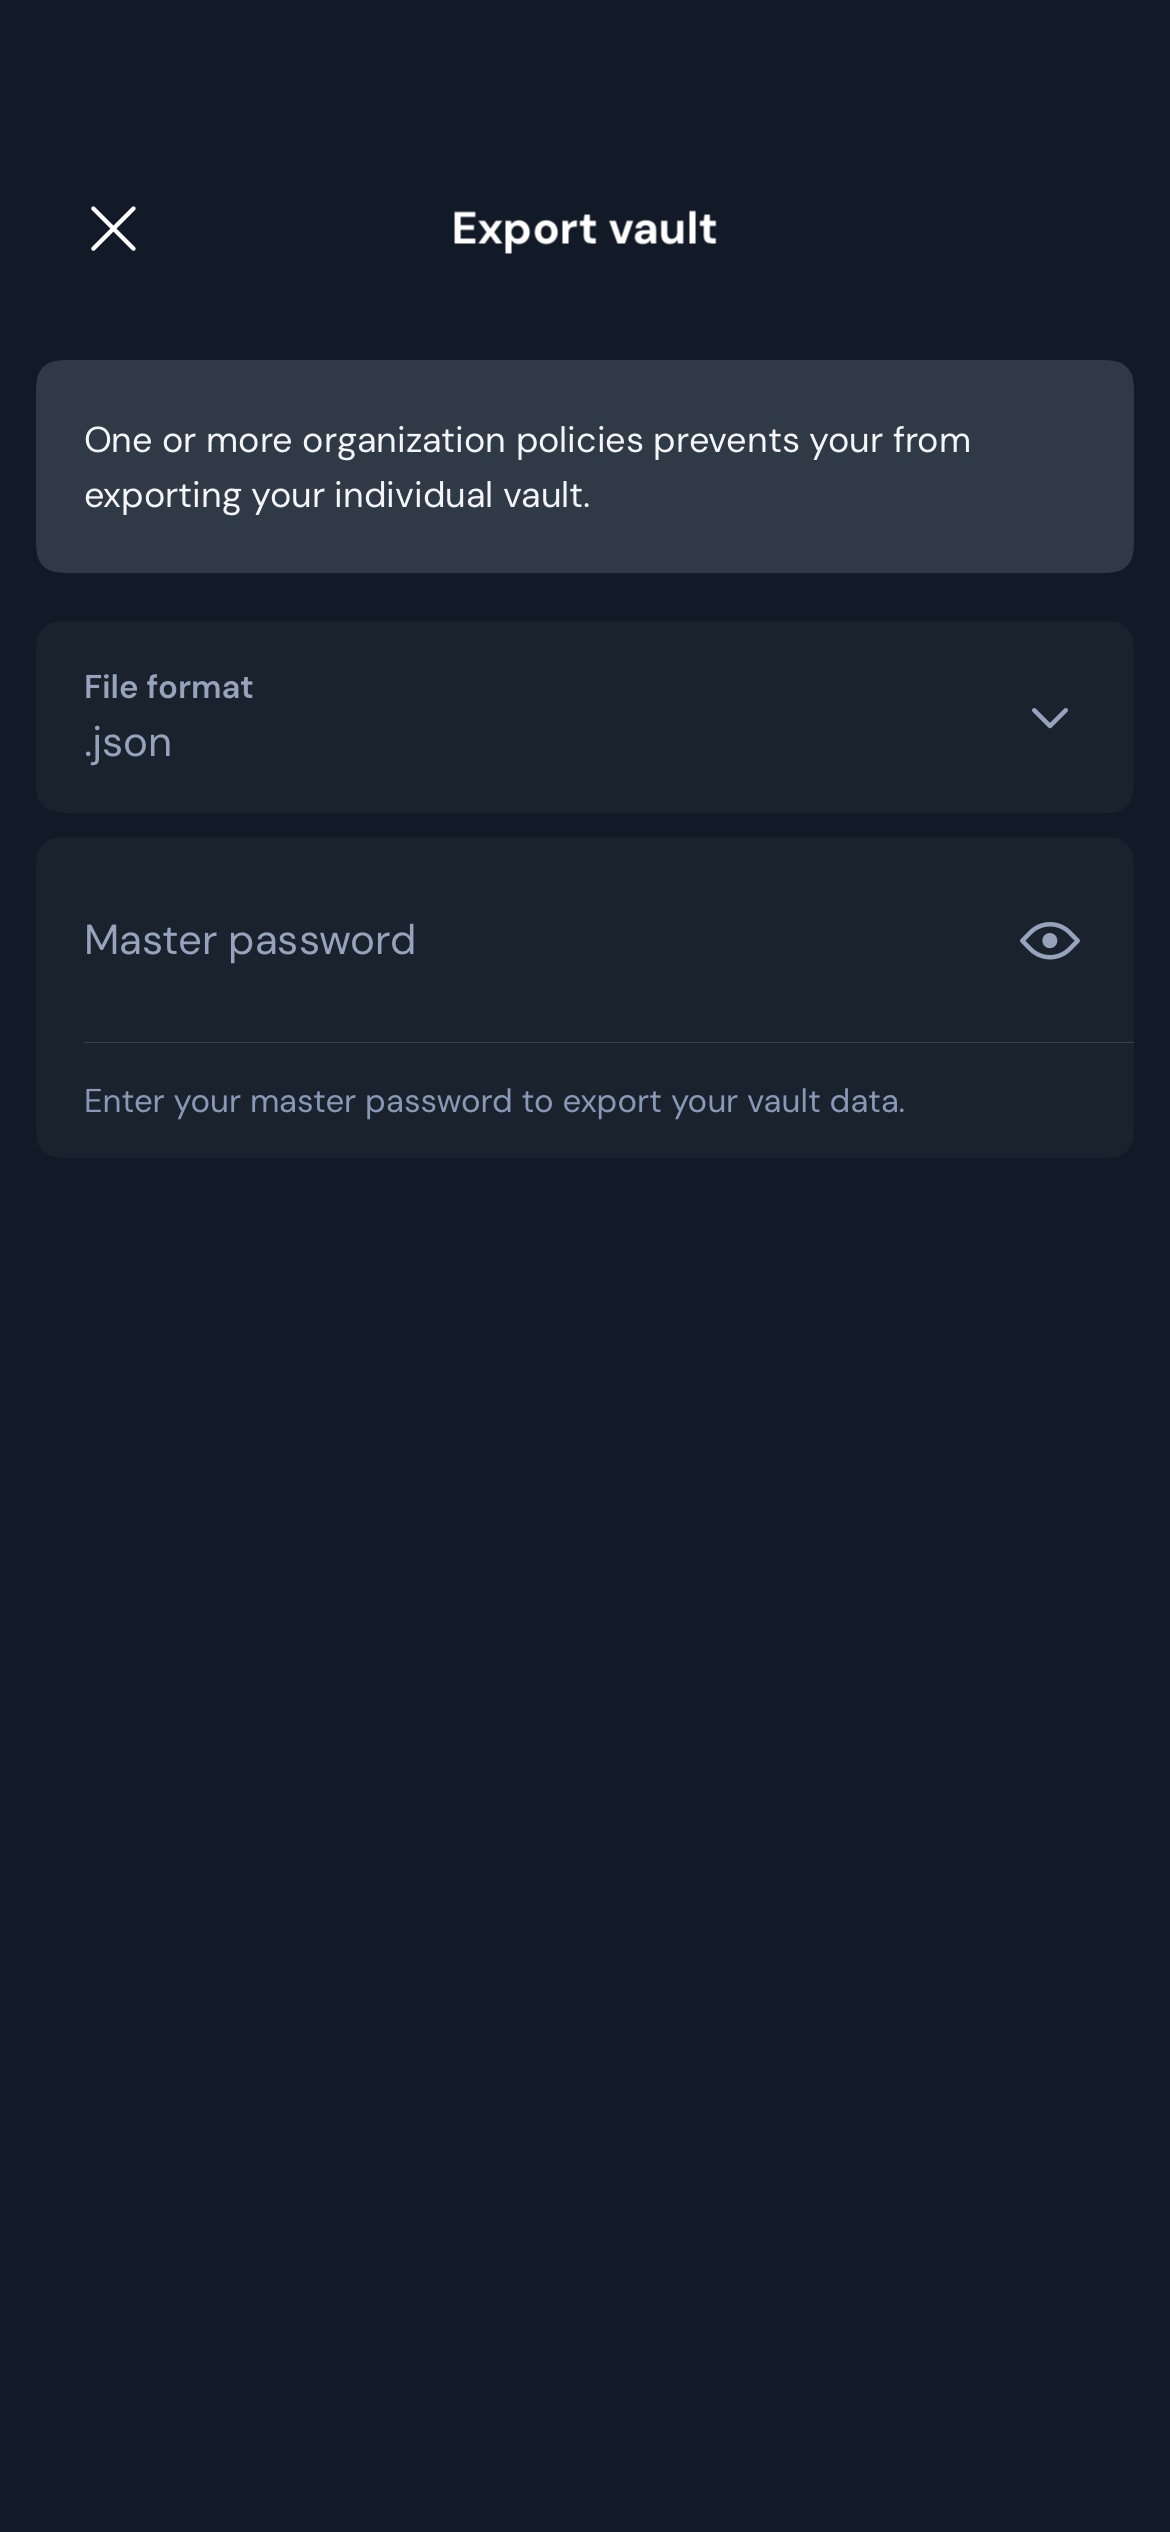 Export vault
One or more organization policies prevents your from
exporting your individual vault.
File format
.json
Master password
Enter your master password to export your vault data.